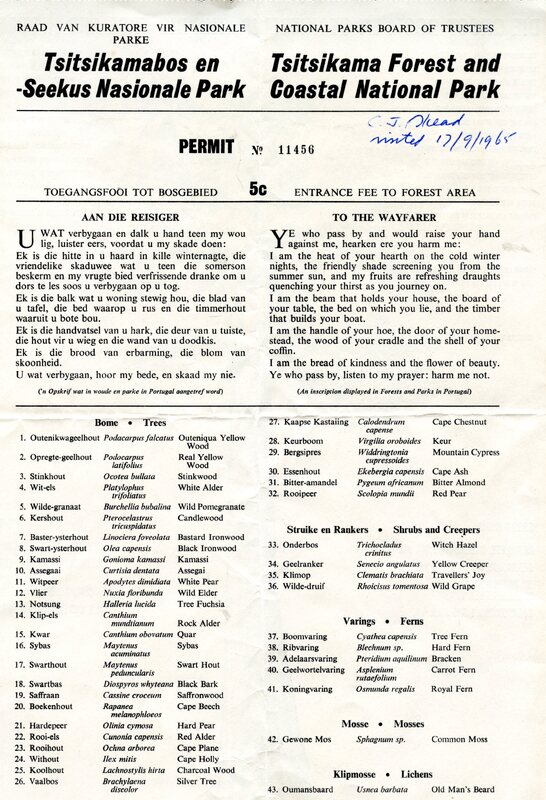 RAAD VAN KURATORE VIR NASIONALE
PARKE
Tsitsikamabos en
-Seekus Nasionale Park
NATIONAL PARKS BOARD OF TRUSTEES
Tsitsikama Forest and
Coastal National Park
C. J. Skead
visited 17/9/1965
PERMIT No 11456
TOEGANGSFOOI TOT BOSGEBIED 5c ENTRANCE FEE TO FOREST AREA
AAN DIE REISIGER
U WAT verbygaan en dalk u hand teen my wou
lig, luister eers, voordat u my skade doen:
Ek is die hitte in u haard in kille winternagte, die
vriendelike skaduwee wat u teen die somerson
beskerm en my vrugte bied verfrissende dranke om u
dors te les soos u verbygaan op u tog.
Ek is die balk wat u woning stewig hou, die blad van
u tafel, die bed waarop u rus en die timmerhout
waaruit u bote bou.
Ek is die handvatsel van u hark, die deur van u tuiste,
die hout vir u wieg en die wand van u doodkis.
Ek is die brood van erbarming, die blom van
skoonheid.
U wat verbygaan, hoor my bede, en skaad my nie.
('n Opskrif wat in woude en parke in Portugal aangetref word)
TO THE WAYFARER
YE who pass by and would raise your hand
against me, hearken ere you harm me:
I am the heat of your hearth on the cold winter
nights, the friendly shade screening you from the
summer sun, and my fruits are refreshing draughts
quenching your thirst as you journey on.
I am the beam that holds your house, the board of
your table, the bed on which you lie, and the timber
that builds your boat.
I am the handle of your hoe, the door of your home-
stead, the wood of your cradle and the shell of your
coffin.
I am the bread of kindness and the flower of beauty.
Ye who pass by, listen to my prayer: harm me not.
(An inscription displayed in Forests and Parks in Portugal)
Bome • Trees
1. Outenikwageelhout Podocarpus falcatus Outeniqua Yellow
Wood
2. Opregte-geelhout Podocarpus Real Yellow
latifolius Wood
3. Stinkhout Ocotea bullata Stinkwood
4. Wit-els Platylophus White Alder
trifoliatus
5. Wilde-granaat Burchellia bubalina Wild Pomegranate
6. Kershout Pterocelastrus Candlewood
tricuspidatus
7. Baster-ysterhout Linociera foveolata Bastard Ironwood
8. Swart-ysterhout Olea capensis Black Ironwood
9. Kamassi Gonioma kamassi Kamassi
10. Assegaai Curtisia dentata Assegai
11. Witpeer Apodytes dimidiata White Pear
12. Vlier Nuxia floribunda Wild Elder
13. Notsung Halleria lucida Tree Fuchsia
14. Klip-els Canthium
mundtianum Rock Alder
15. Kwar Canthium obovatum Quar
16. Sybas Maytenus Sybas
acuminatus
17. Swarthout Maytenus Swart Hout
peduncularis
18. Swartbas Diospyros whyteana Black Bark
19. Saffraan Cassine croceum Saffronwood
20. Boekenhout Rapanea Cape Beech
melanophloeos
21. Hardepeer Olinia cymosa Hard Pear
22. Rooi-els Cunonia capensis Red Alder
23. Rooihout Ochna arborea Cape Plane
24. Without Ilex mitis Cape Holly
25. Koolhout Lachnostylis hirta Charcoal Wood
26. Vaalbos Brachylaena Silver Tree
discolor
27. Kaapse Kastaiing Calodendrum Cape Chestnut
capense
28. Keurboom Virgilia oroboides Keur
29. Bergsipres Widdringtonia Mountain Cypress
cupressoides
30. Essenhout Ekebergia capensis Cape Ash
31. Bitter-amandel Pygeum africanum Bitter Almond
32. Rooipeer Scolopia mundii Red Pear
Struike en Rankers • Shrubs and Creepers
33. Onderbos Trichocladus Witch Hazel
crinitus
34. Geelranker Senecio angulatus Yellow Creeper
35. Klimop Clematis brachiata Travellers' Joy
36. Wilde-druif Rhoicisus tomentosa Wild Grape
Varings • Ferns
37. Boomvaring Cyathea capensis Tree Fern
38. Ribvaring Blechnum sp. Hard Fern
39. Adelaarsvaring Pteridium aquilinum Bracken
40. Geelwortelvaring Asplenium Carrot Fern
rutaefolium
41. Koningvaring Osmunda regalis Royal Fern
Mosse • Mosses
42. Gewone Mos Sphagnum sp. Common Moss
Klipmosse • Lichens
43. Oumansbaard Usnea barbata Old Man's Beard